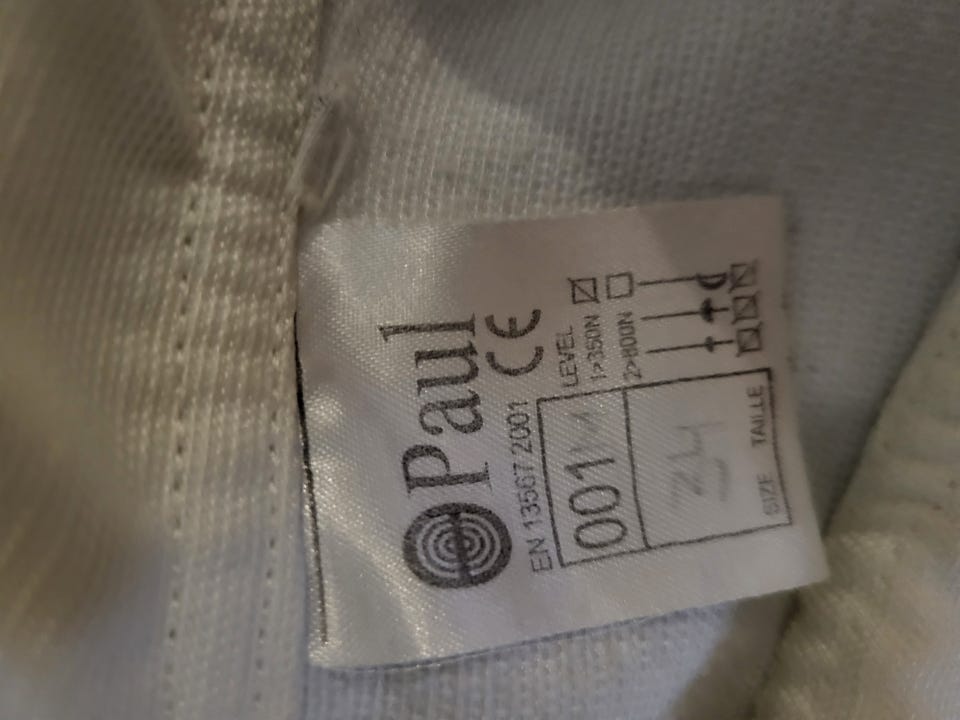 Paul
CE
EN 13567 2001
LEVEL
001
1>350N
2>800N
34
SIZE TAILLE